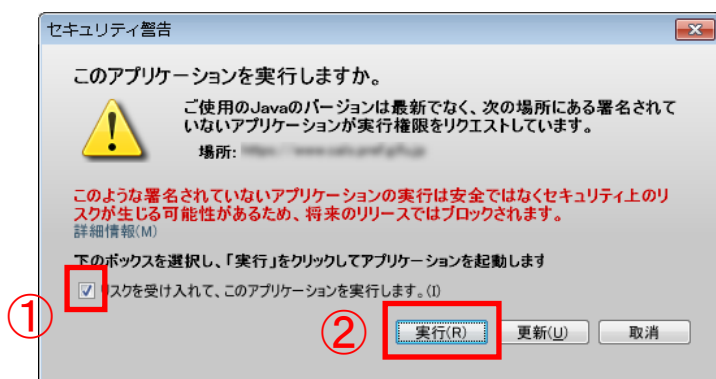 セキュリティ警告
このアプリケーションを実行しますか。
ご使用のJavaのバージョンは最新でなく、次の場所にある署名されて
いないアプリケーションが実行権限をリクエストしています。
場所:
このような署名されていないアプリケーションの実行は安全ではなくセキュリティ上のリ
スクが生じる可能性があるため、将来のリリースではブロックされます。
詳細情報(M)
下のボックスを選択し、「実行」をクリックしてアプリケーションを起動します
① リスクを受け入れて、このアプリケーションを実行します。(I)
② 実行(R) 更新(U) 取消